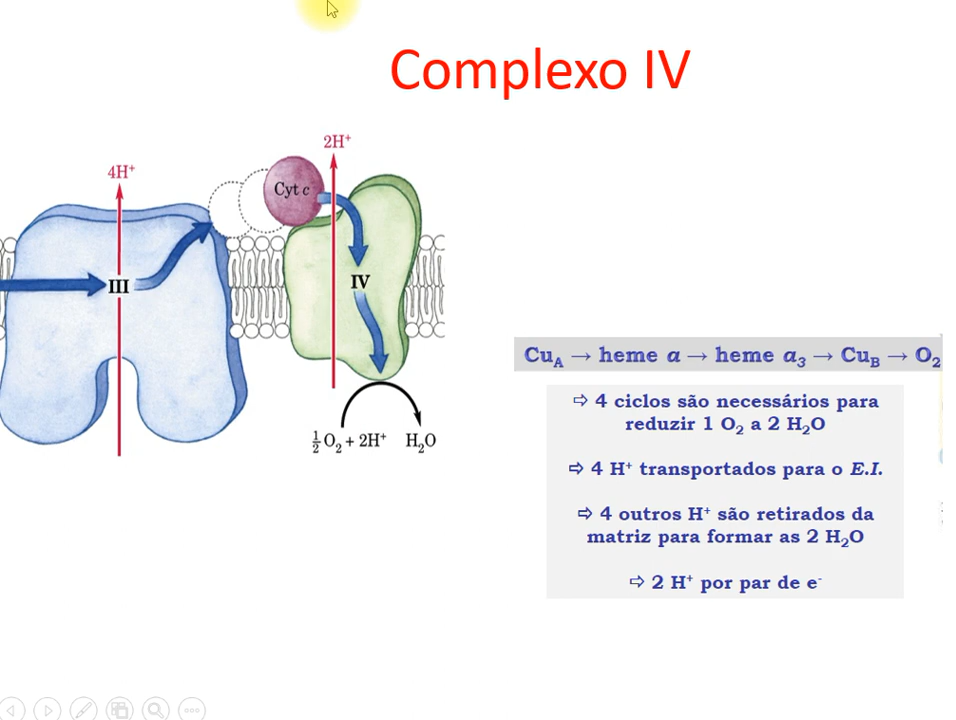 Complexo IV
4H⁺
2H⁺
Cyt c
III
IV
½O₂ + 2H⁺ H₂O
Cu_A → heme a → heme a₃ → Cu_B → O₂
⇨ 4 ciclos são necessários para
reduzir 1 O₂ a 2 H₂O
⇨ 4 H⁺ transportados para o E.I.
⇨ 4 outros H⁺ são retirados da
matriz para formar as 2 H₂O
⇨ 2 H⁺ por par de e⁻